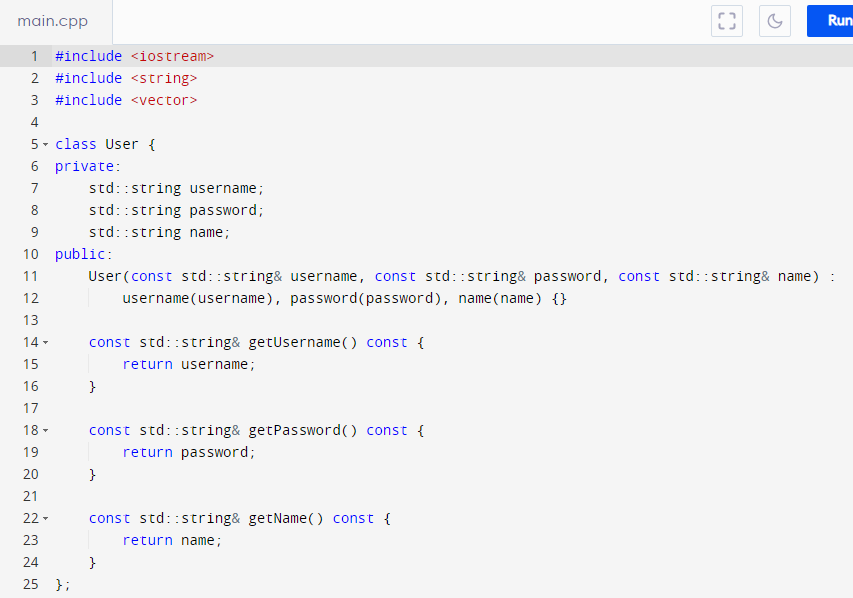 main.cpp
Run
1 #include <iostream>
2 #include <string>
3 #include <vector>
4
5 class User {
6 private:
7     std::string username;
8     std::string password;
9     std::string name;
10 public:
11     User(const std::string& username, const std::string& password, const std::string& name) :
12         username(username), password(password), name(name) {}
13
14     const std::string& getUsername() const {
15         return username;
16     }
17
18     const std::string& getPassword() const {
19         return password;
20     }
21
22     const std::string& getName() const {
23         return name;
24     }
25 };